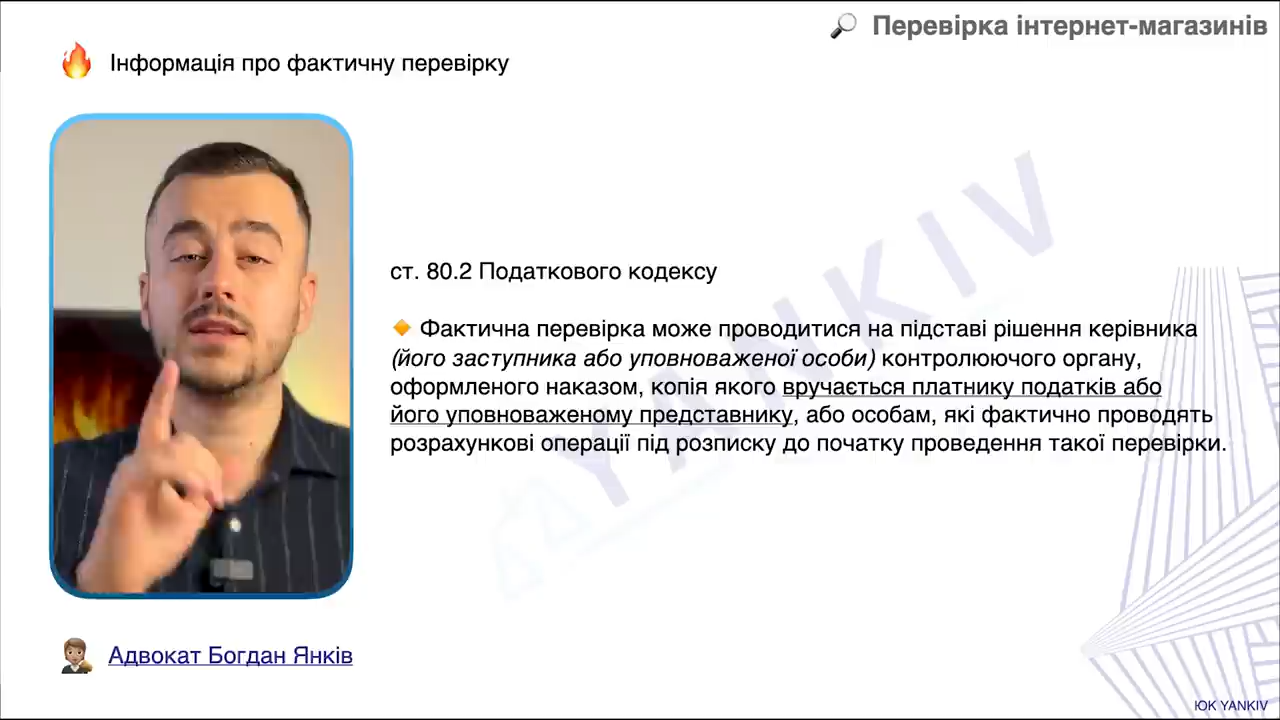 Перевірка інтернет-магазинів
Інформація про фактичну перевірку
YANKIV
ст. 80.2 Податкового кодексу
Фактична перевірка може проводитися на підставі рішення керівника
(його заступника або уповноваженої особи) контролюючого органу,
оформленого наказом, копія якого вручається платнику податків або
його уповноваженому представнику, або особам, які фактично проводять
розрахункові операції під розписку до початку проведення такої перевірки.
Адвокат Богдан Янків
ЮК YANKIV